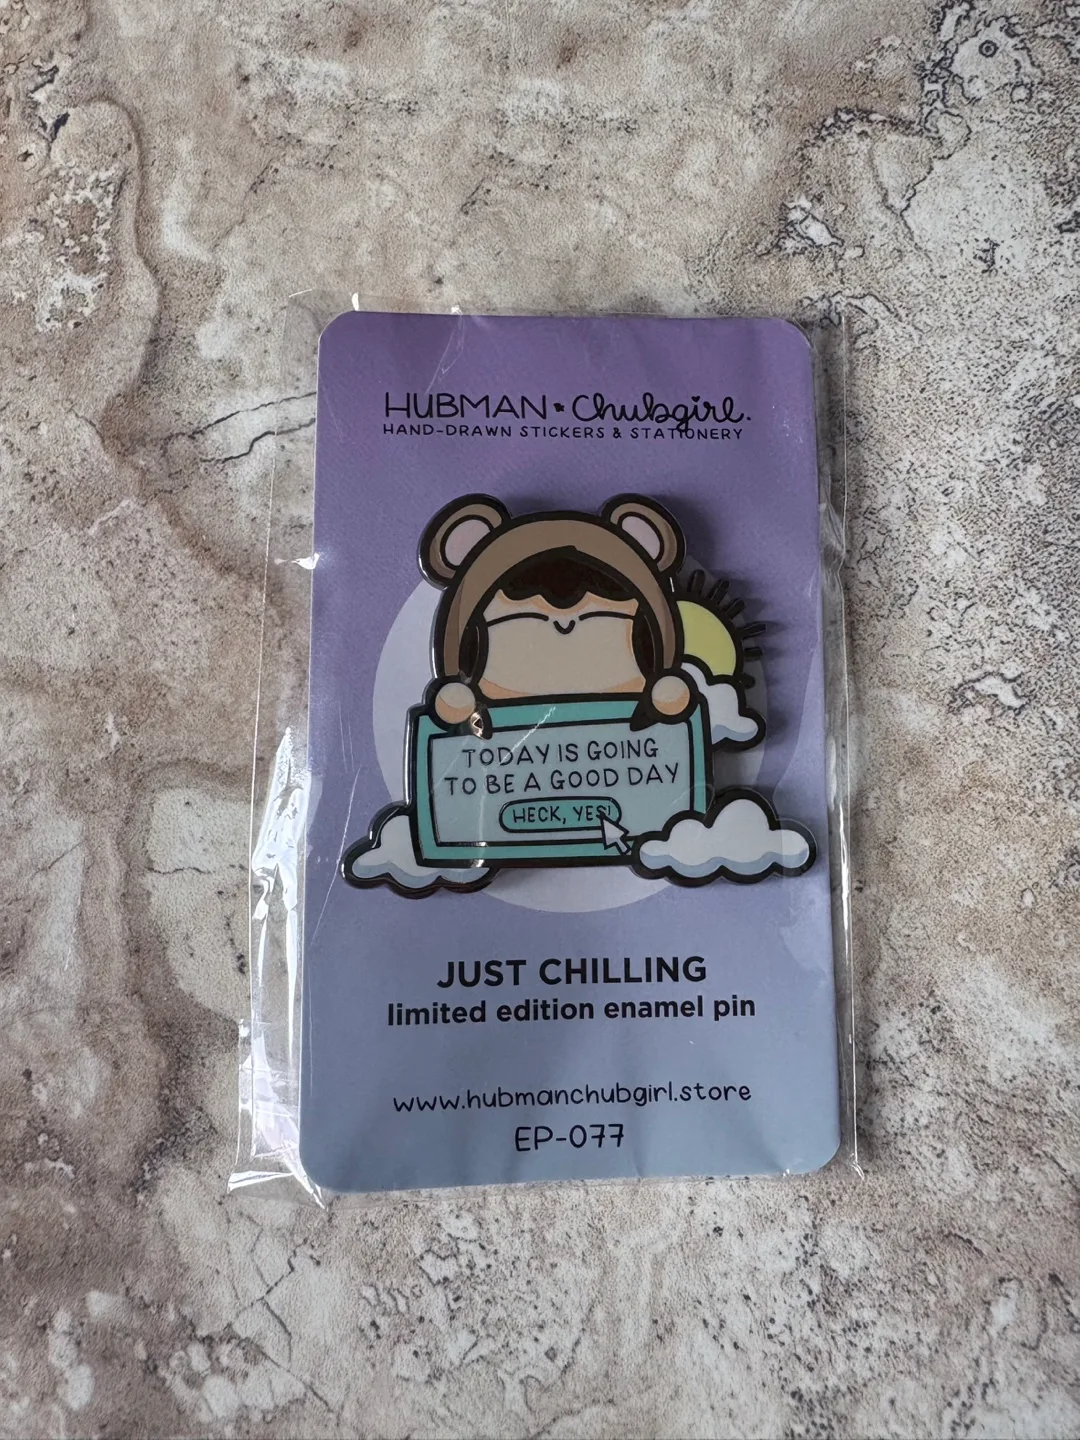 HUBMAN Chubgirl.
HAND-DRAWN STICKERS & STATIONERY
TODAY IS GOING
TO BE A GOOD DAY
HECK, YES!
JUST CHILLING
limited edition enamel pin
www.hubmanchubgirl.store
EP-077